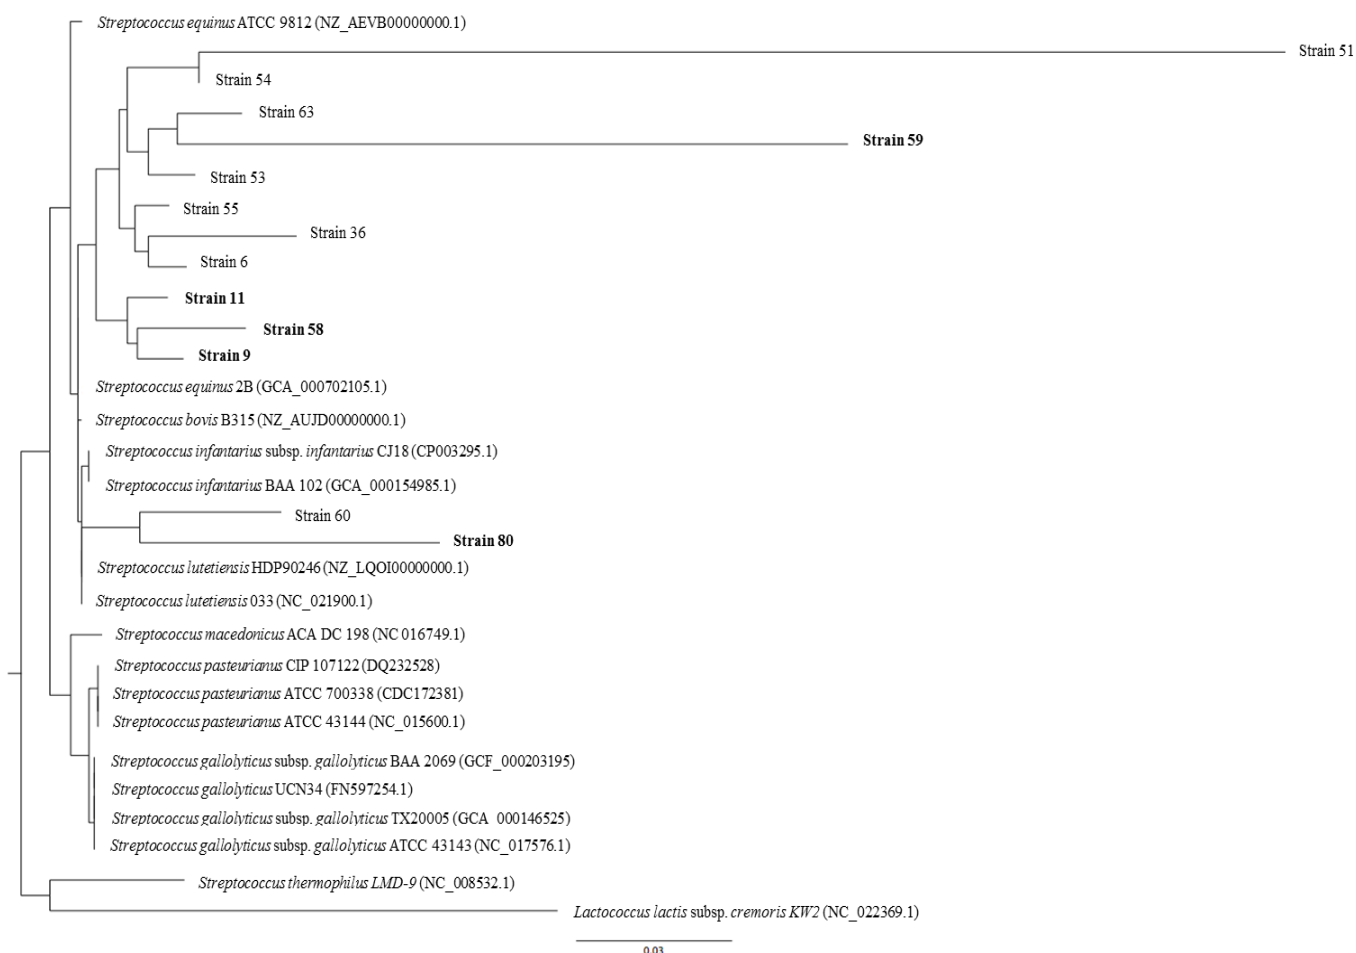 Streptococcus equinus ATCC 9812 (NZ_AEVB00000000.1)
Strain 51
Strain 54
Strain 63
Strain 59
Strain 53
Strain 55
Strain 36
Strain 6
Strain 11
Strain 58
Strain 9
Streptococcus equinus 2B (GCA_000702105.1)
Streptococcus bovis B315 (NZ_AUJD00000000.1)
Streptococcus infantarius subsp. infantarius CJ18 (CP003295.1)
Streptococcus infantarius BAA 102 (GCA_000154985.1)
Strain 60
Strain 80
Streptococcus lutetiensis HDP90246 (NZ_LQOI00000000.1)
Streptococcus lutetiensis 033 (NC_021900.1)
Streptococcus macedonicus ACA DC 198 (NC 016749.1)
Streptococcus pasteurianus CIP 107122 (DQ232528)
Streptococcus pasteurianus ATCC 700338 (CDC172381)
Streptococcus pasteurianus ATCC 43144 (NC_015600.1)
Streptococcus gallolyticus subsp. gallolyticus BAA 2069 (GCF_000203195)
Streptococcus gallolyticus UCN34 (FN597254.1)
Streptococcus gallolyticus subsp. gallolyticus TX20005 (GCA 000146525)
Streptococcus gallolyticus subsp. gallolyticus ATCC 43143 (NC_017576.1)
Streptococcus thermophilus LMD-9 (NC_008532.1)
Lactococcus lactis subsp. cremoris KW2 (NC_022369.1)
0.03